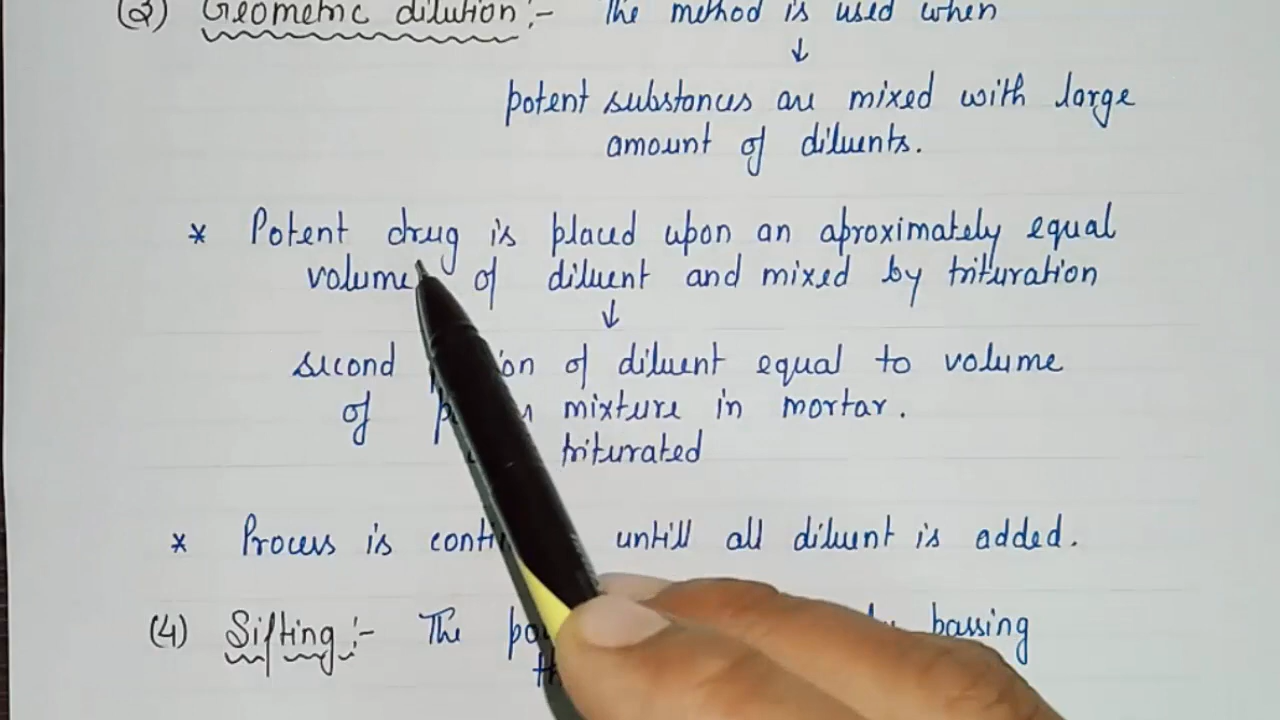 (3) Geometric dilution :- The method is used when
↓
potent substances are mixed with large
amount of diluents.
* Potent drug is placed upon an aproximately equal
volume of diluent and mixed by trituration
↓
second of diluent equal to volume
of mixture in mortar.
triturated
* Process is untill all diluent is added.
(4) Sifting :- The bassing